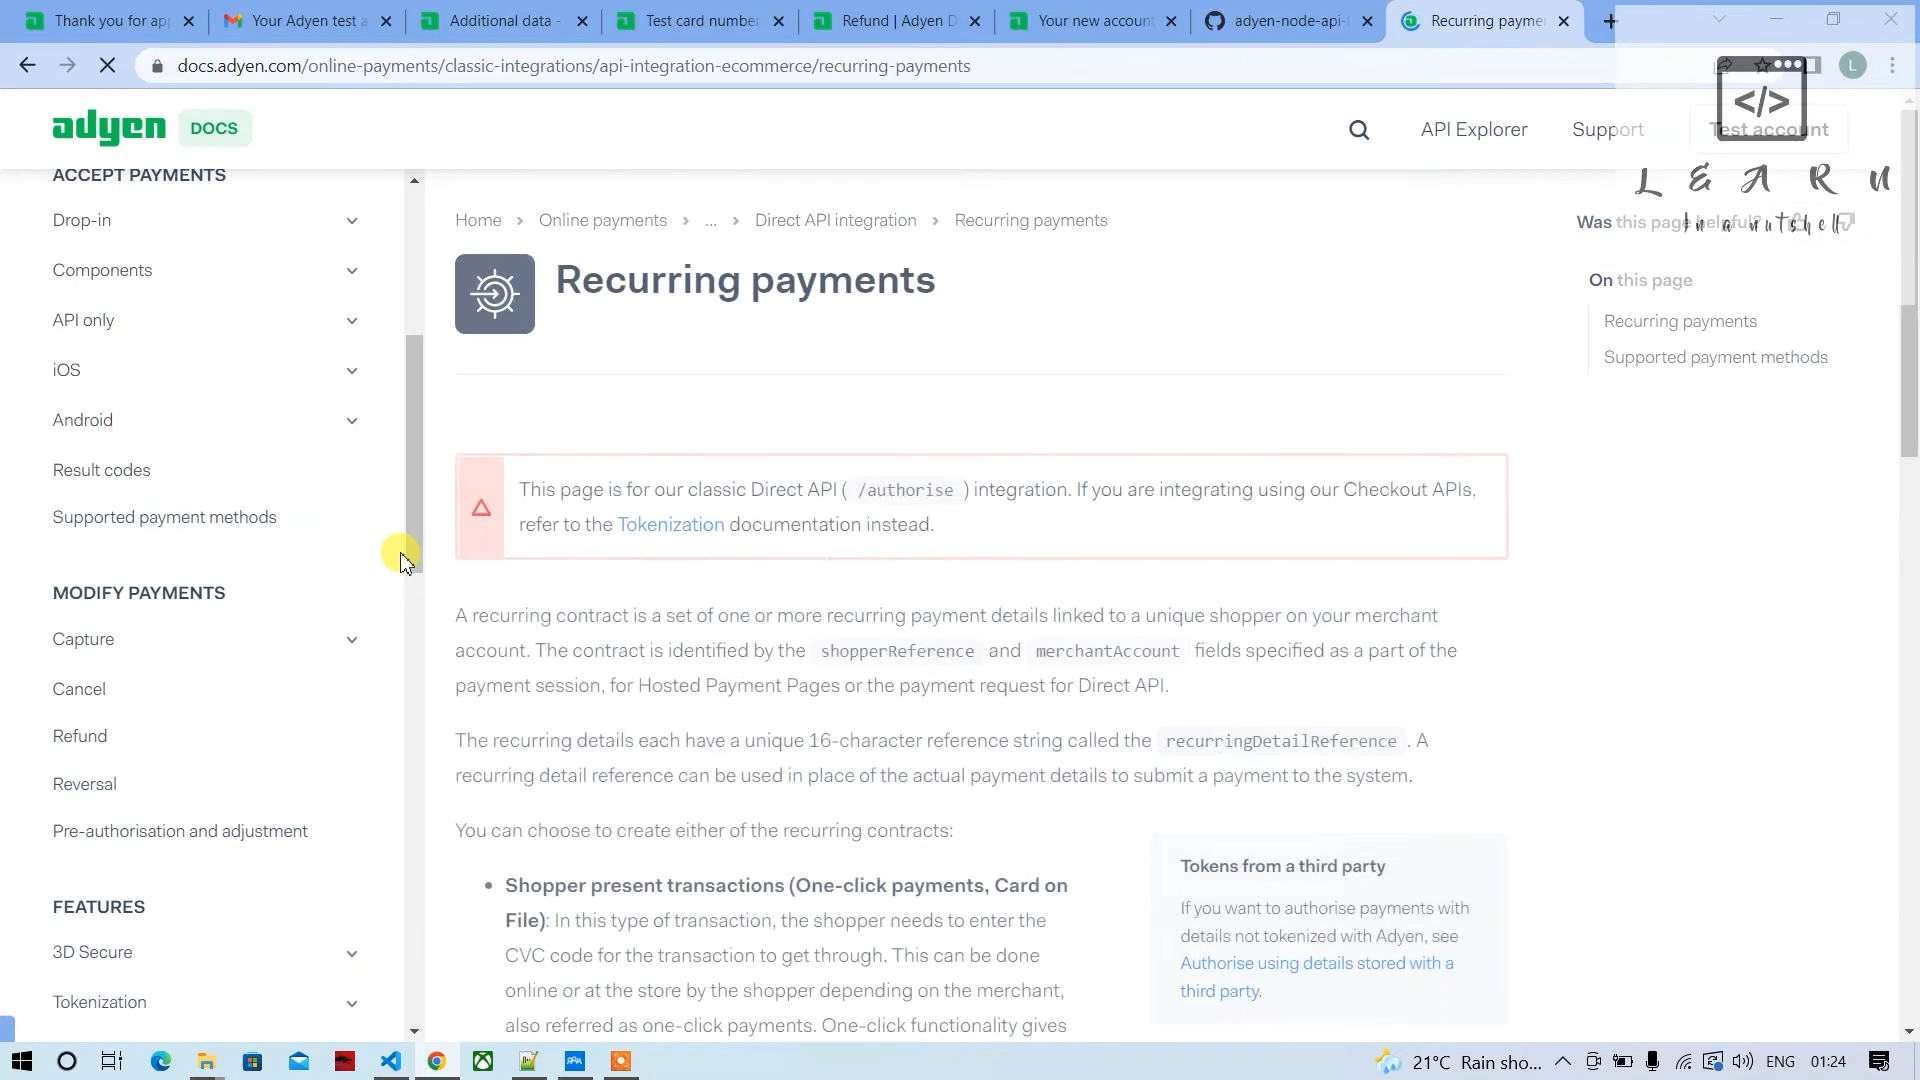 Thank you for app
Your Adyen test a
Additional data -
Test card number
Refund | Adyen D
Your new account
adyen-node-api-
Recurring payme
docs.adyen.com/online-payments/classic-integrations/api-integration-ecommerce/recurring-payments
L
adyen DOCS
API Explorer
Support
Test account
</>
LEARN
In a nutshell
ACCEPT PAYMENTS
Drop-in
Components
API only
iOS
Android
Result codes
Supported payment methods
MODIFY PAYMENTS
Capture
Cancel
Refund
Reversal
Pre-authorisation and adjustment
FEATURES
3D Secure
Tokenization
Home > Online payments > ... > Direct API integration > Recurring payments
Recurring payments
This page is for our classic Direct API ( /authorise ) integration. If you are integrating using our Checkout APIs,
refer to the Tokenization documentation instead.
A recurring contract is a set of one or more recurring payment details linked to a unique shopper on your merchant
account. The contract is identified by the shopperReference and merchantAccount fields specified as a part of the
payment session, for Hosted Payment Pages or the payment request for Direct API.
The recurring details each have a unique 16-character reference string called the recurringDetailReference . A
recurring detail reference can be used in place of the actual payment details to submit a payment to the system.
You can choose to create either of the recurring contracts:
• Shopper present transactions (One-click payments, Card on
File): In this type of transaction, the shopper needs to enter the
CVC code for the transaction to get through. This can be done
online or at the store by the shopper depending on the merchant,
also referred as one-click payments. One-click functionality gives
Tokens from a third party
If you want to authorise payments with
details not tokenized with Adyen, see
Authorise using details stored with a
third party.
Was this page helpful?
On this page
Recurring payments
Supported payment methods
21°C Rain sho...
ENG
01:24